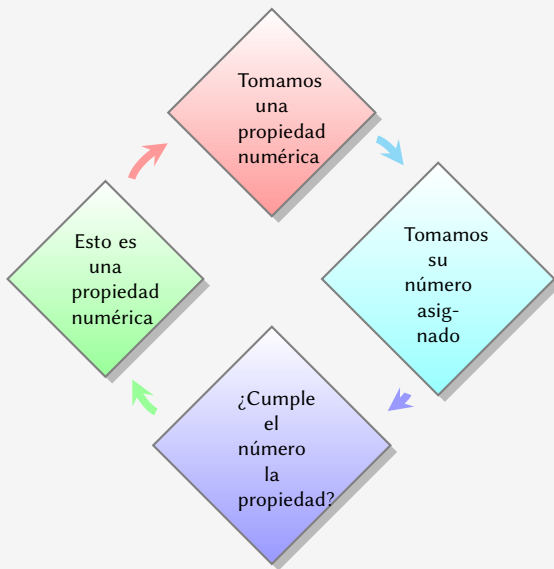 Tomamos
una
propiedad
numérica
Tomamos
su
número
asig-
nado
¿Cumple
el
número
la
propiedad?
Esto es
una
propiedad
numérica